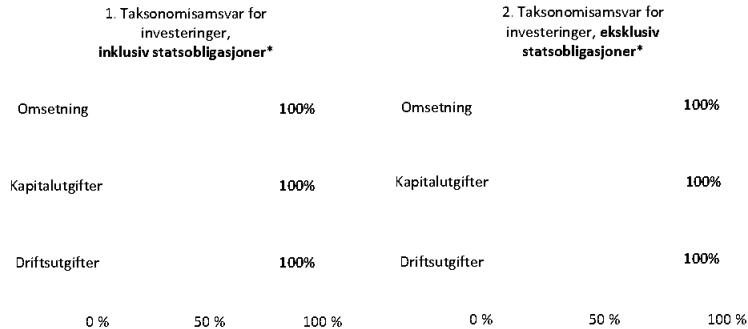 1. Taksonomisamsvar for
investeringer,
inklusiv statsobligasjoner*
Omsetning 100%
Kapitalutgifter 100%
Driftsutgifter 100%
0 % 50 % 100 %
2. Taksonomisamsvar for
investeringer, eksklusiv
statsobligasjoner*
Omsetning 100%
Kapitalutgifter 100%
Driftsutgifter 100%
0 % 50 % 100 %